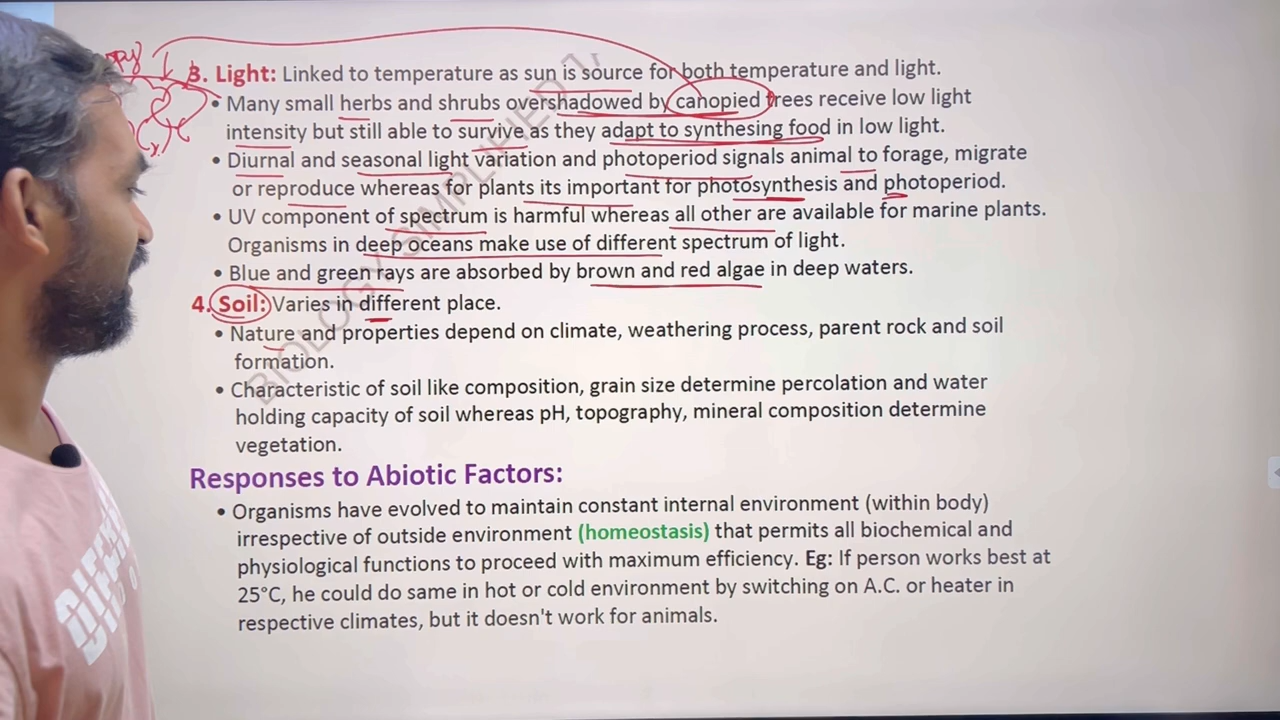 3. Light: Linked to temperature as sun is source for both temperature and light.
• Many small herbs and shrubs overshadowed by canopied trees receive low light
intensity but still able to survive as they adapt to synthesing food in low light.
• Diurnal and seasonal light variation and photoperiod signals animal to forage, migrate
or reproduce whereas for plants its important for photosynthesis and photoperiod.
• UV component of spectrum is harmful whereas all other are available for marine plants.
Organisms in deep oceans make use of different spectrum of light.
• Blue and green rays are absorbed by brown and red algae in deep waters.
4. Soil: Varies in different place.
• Nature and properties depend on climate, weathering process, parent rock and soil
formation.
• Characteristic of soil like composition, grain size determine percolation and water
holding capacity of soil whereas pH, topography, mineral composition determine
vegetation.
Responses to Abiotic Factors:
• Organisms have evolved to maintain constant internal environment (within body)
irrespective of outside environment (homeostasis) that permits all biochemical and
physiological functions to proceed with maximum efficiency. Eg: If person works best at
25°C, he could do same in hot or cold environment by switching on A.C. or heater in
respective climates, but it doesn't work for animals.
BIOLOGY SIMPLIFIED